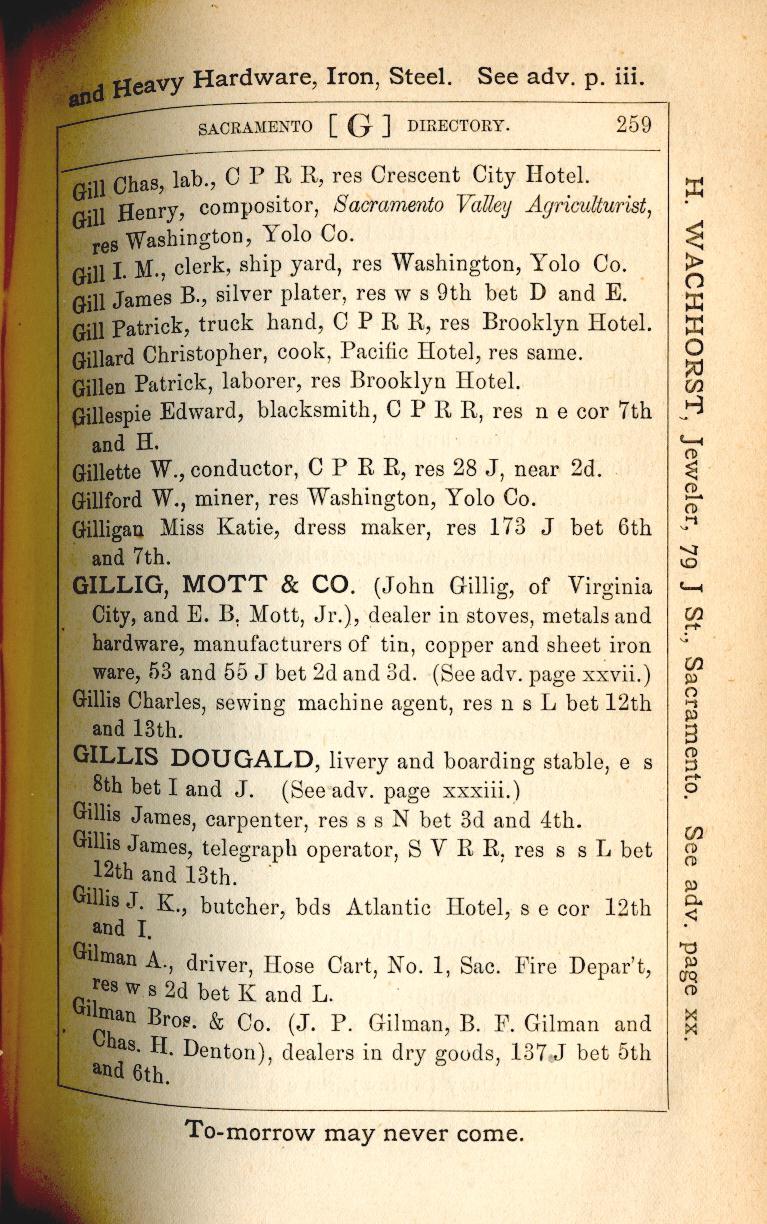 and Heavy Hardware, Iron, Steel. See adv. p. iii.
SACRAMENTO [ G ] DIRECTORY. 259
Gill Chas, lab., C P R R, res Crescent City Hotel.
Gill Henry, compositor, Sacramento Valley Agriculturist,
res Washington, Yolo Co.
Gill I. M., clerk, ship yard, res Washington, Yolo Co.
Gill James B., silver plater, res w s 9th bet D and E.
Gill Patrick, truck hand, C P R R, res Brooklyn Hotel.
Gillard Christopher, cook, Pacific Hotel, res same.
Gillen Patrick, laborer, res Brooklyn Hotel.
Gillespie Edward, blacksmith, C P R R, res n e cor 7th
and H.
Gillette W., conductor, C P R R, res 28 J, near 2d.
Gillford W., miner, res Washington, Yolo Co.
Gilligan Miss Katie, dress maker, res 173 J bet 6th
and 7th.
GILLIG, MOTT & CO. (John Gillig, of Virginia
City, and E. B. Mott, Jr.), dealer in stoves, metals and
hardware, manufacturers of tin, copper and sheet iron
ware, 53 and 55 J bet 2d and 3d. (See adv. page xxvii.)
Gillis Charles, sewing machine agent, res n s L bet 12th
and 13th.
GILLIS DOUGALD, livery and boarding stable, e s
8th bet I and J. (See adv. page xxxiii.)
Gillis James, carpenter, res s s N bet 3d and 4th.
Gillis James, telegraph operator, S V R R, res s s L bet
12th and 13th.
Gillis J. K., butcher, bds Atlantic Hotel, s e cor 12th
and I.
Gilman A., driver, Hose Cart, No. 1, Sac. Fire Depar't,
res w s 2d bet K and L.
Gilman Bros. & Co. (J. P. Gilman, B. F. Gilman and
Chas. H. Denton), dealers in dry goods, 137 J bet 5th
and 6th.
To-morrow may never come.
H. WACHHORST, Jeweler, 79 J St., Sacramento. See adv. page xx.